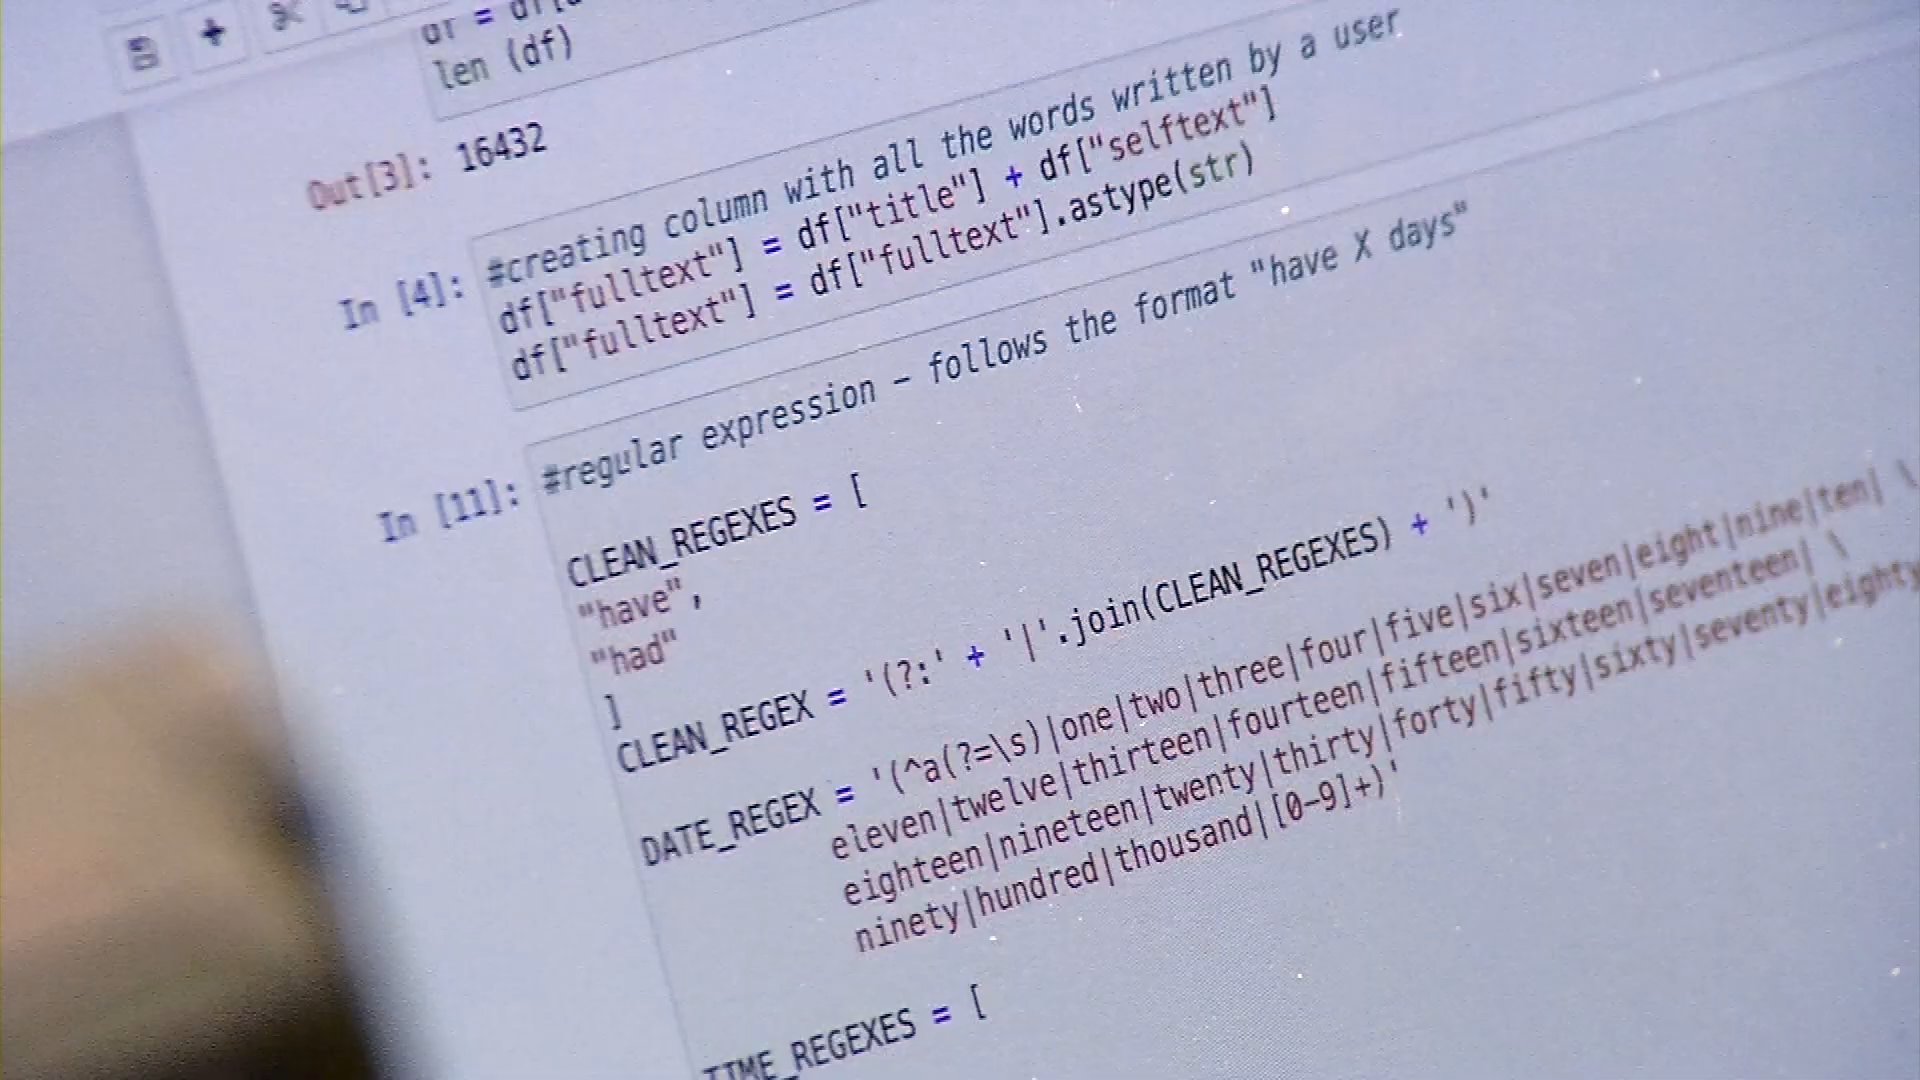 len (df)
Out[3]: 16432
In [4]: #creating column with all the words written by a user
df["fulltext"] = df["title"] + df["selftext"]
df["fulltext"] = df["fulltext"].astype(str)
In [11]: #regular expression – follows the format "have X days"
CLEAN_REGEXES = [
"have",
"had"
]
CLEAN_REGEX = '(?:' + '|'.join(CLEAN_REGEXES) + ')'
DATE_REGEX = '(^a(?=\s)|one|two|three|four|five|six|seven|eight|nine|ten| \
eleven|twelve|thirteen|fourteen|fifteen|sixteen|seventeen| \
eighteen|nineteen|twenty|thirty|forty|fifty|sixty|seventy|eighty
ninety|hundred|thousand|[0-9]+)'
TIME_REGEXES = [